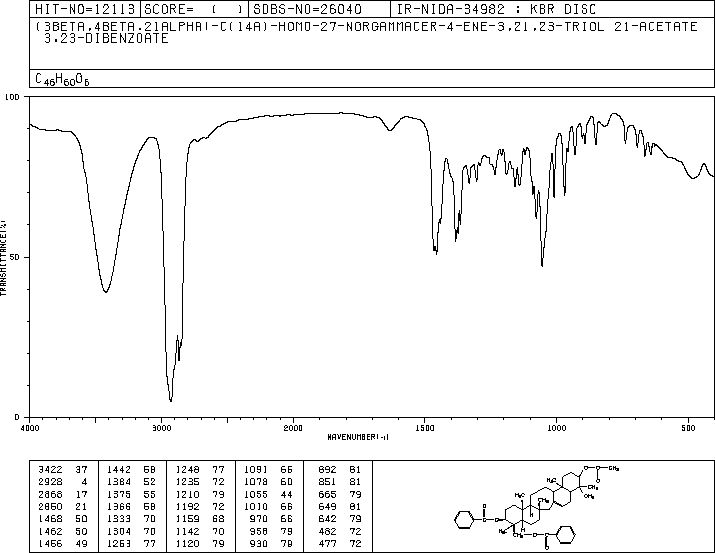 HIT-NO=12113 SCORE= ( ) SDBS-NO=26040 IR-NIDA-34982 : KBR DISC
(3BETA,4BETA,21ALPHA)-C(14A)-HOMO-27-NORGAMMACER-4-ENE-3,21,23-TRIOL 21-ACETATE
3,23-DIBENZOATE
C46H60O6
100
50
0
TRANSMITTANCE(%)
4000 3000 2000 1500 1000 500
WAVENUMBER(-1)
3422 37 1442 58 1248 77 1091 66 892 81
2928 4 1384 52 1235 72 1078 60 851 81
2868 17 1375 55 1210 79 1055 44 665 79
2850 21 1366 58 1192 72 1010 66 649 81
1468 50 1333 70 1159 68 970 66 642 79
1462 50 1304 70 1142 70 958 79 482 72
1456 49 1263 77 1120 79 930 78 477 72